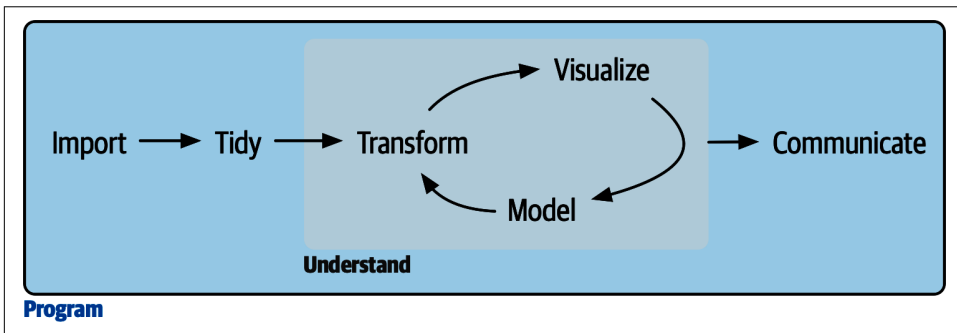 Visualize
Import
Tidy
Transform
Communicate
Model
Understand
Program